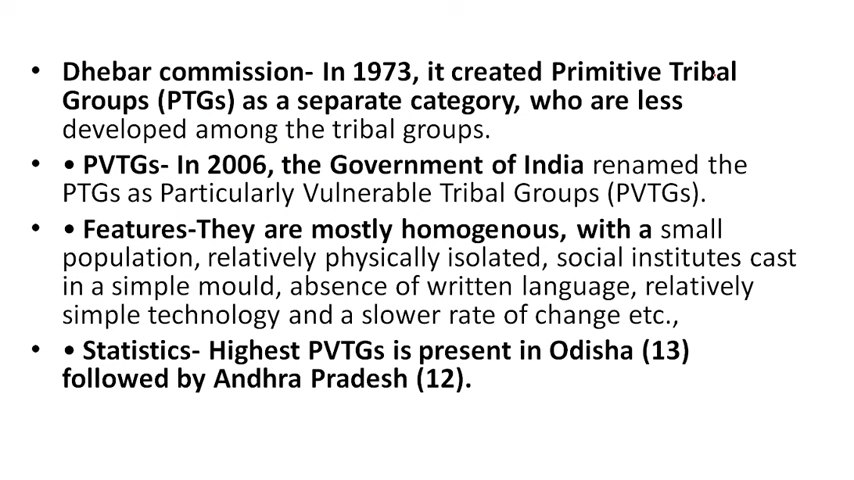 • Dhebar commission- In 1973, it created Primitive Tribal
Groups (PTGs) as a separate category, who are less
developed among the tribal groups.
• • PVTGs- In 2006, the Government of India renamed the
PTGs as Particularly Vulnerable Tribal Groups (PVTGs).
• • Features-They are mostly homogenous, with a small
population, relatively physically isolated, social institutes cast
in a simple mould, absence of written language, relatively
simple technology and a slower rate of change etc.,
• • Statistics- Highest PVTGs is present in Odisha (13)
followed by Andhra Pradesh (12).